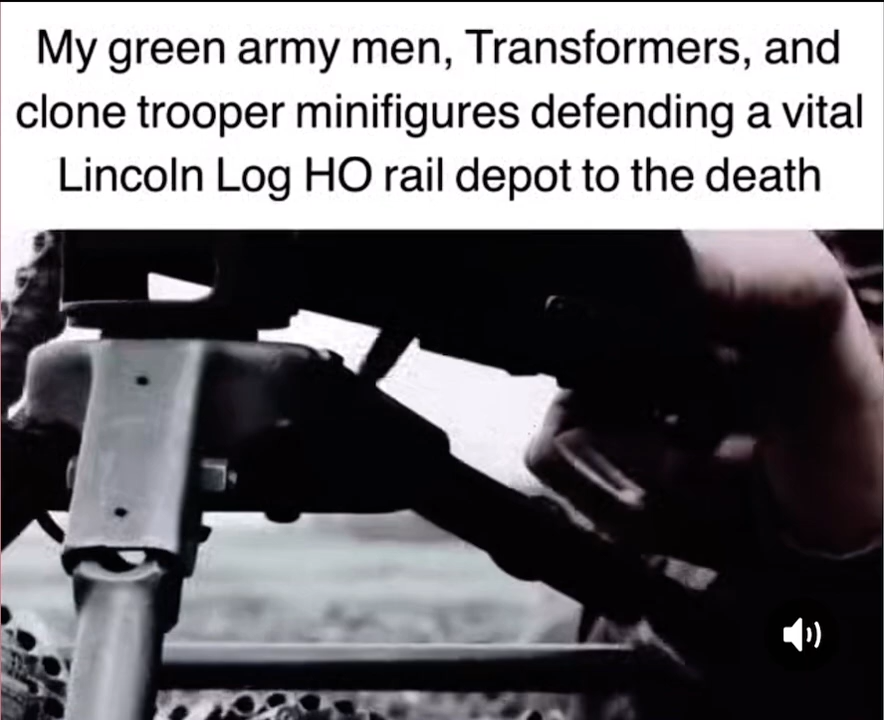 My green army men, Transformers, and
clone trooper minifigures defending a vital
Lincoln Log HO rail depot to the death